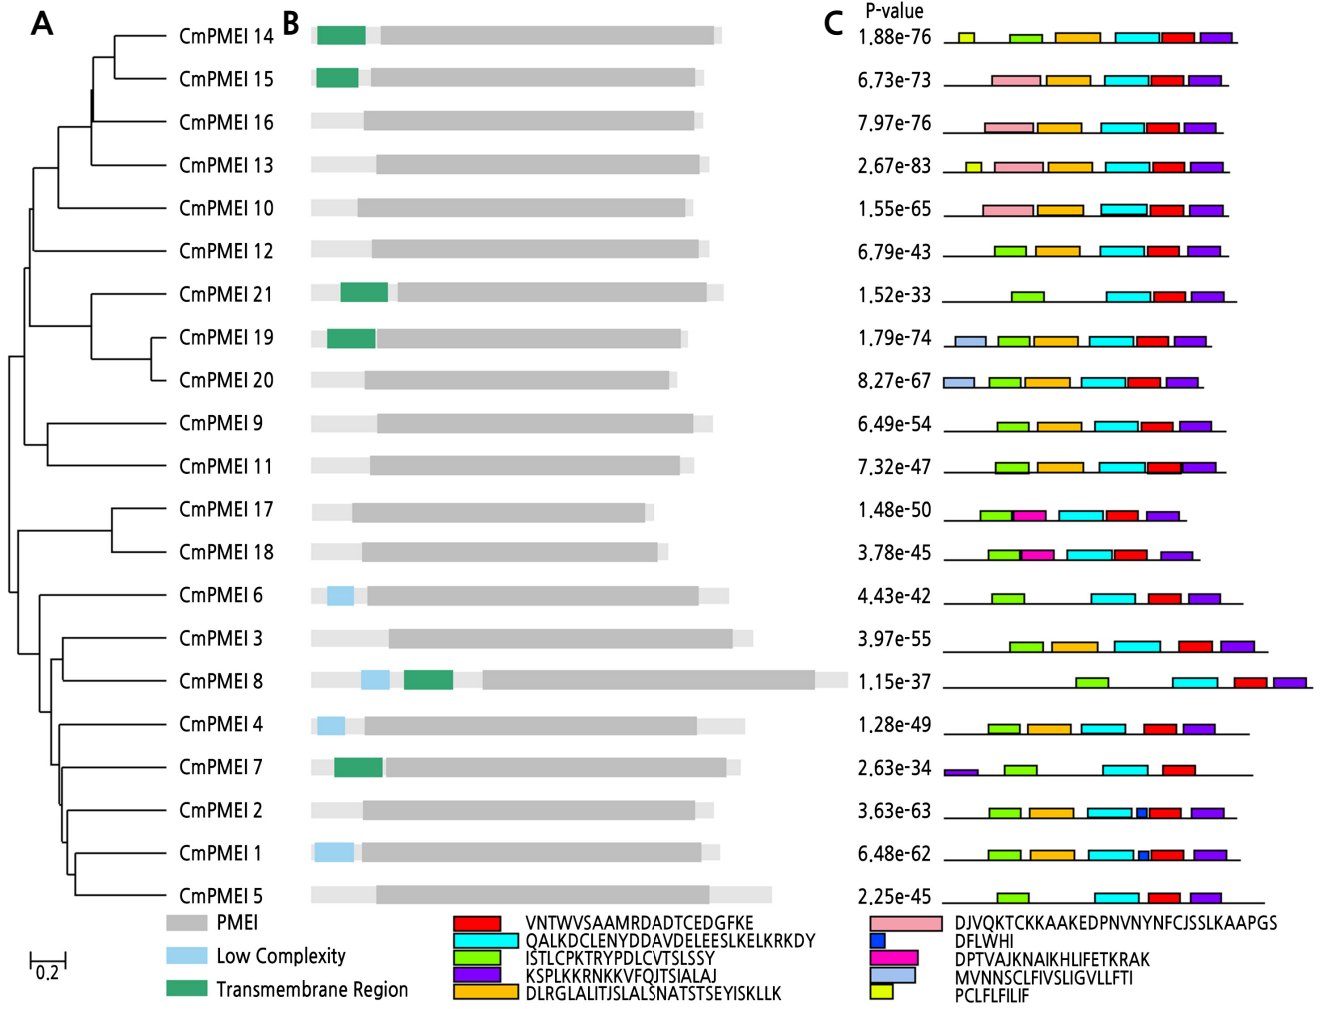 A
B
C
P-value
CmPMEI 14
1.88e-76
CmPMEI 15
6.73e-73
CmPMEI 16
7.97e-76
CmPMEI 13
2.67e-83
CmPMEI 10
1.55e-65
CmPMEI 12
6.79e-43
CmPMEI 21
1.52e-33
CmPMEI 19
1.79e-74
CmPMEI 20
8.27e-67
CmPMEI 9
6.49e-54
CmPMEI 11
7.32e-47
CmPMEI 17
1.48e-50
CmPMEI 18
3.78e-45
CmPMEI 6
4.43e-42
CmPMEI 3
3.97e-55
CmPMEI 8
1.15e-37
CmPMEI 4
1.28e-49
CmPMEI 7
2.63e-34
CmPMEI 2
3.63e-63
CmPMEI 1
6.48e-62
CmPMEI 5
2.25e-45
0.2
PMEI
Low Complexity
Transmembrane Region
VNTWVSAAMRDADTCEDGFKE
QALKDCLENYDDAVDELEESLKELKRKDY
ISTLCPKTRYPDLCVTSLSSY
KSPLKKRNKKVFQJTSIALAJ
DLRGLALITJSLALSNATSTSEYISKLLK
DJVQKTCKKAAKEDPNVNYNFCJSSLKAAPGS
DFLWHI
DPTVAJKNAIKHLIFETKRAK
MVNNSCLFIVSLIGVLLFTI
PCLFLFILIF